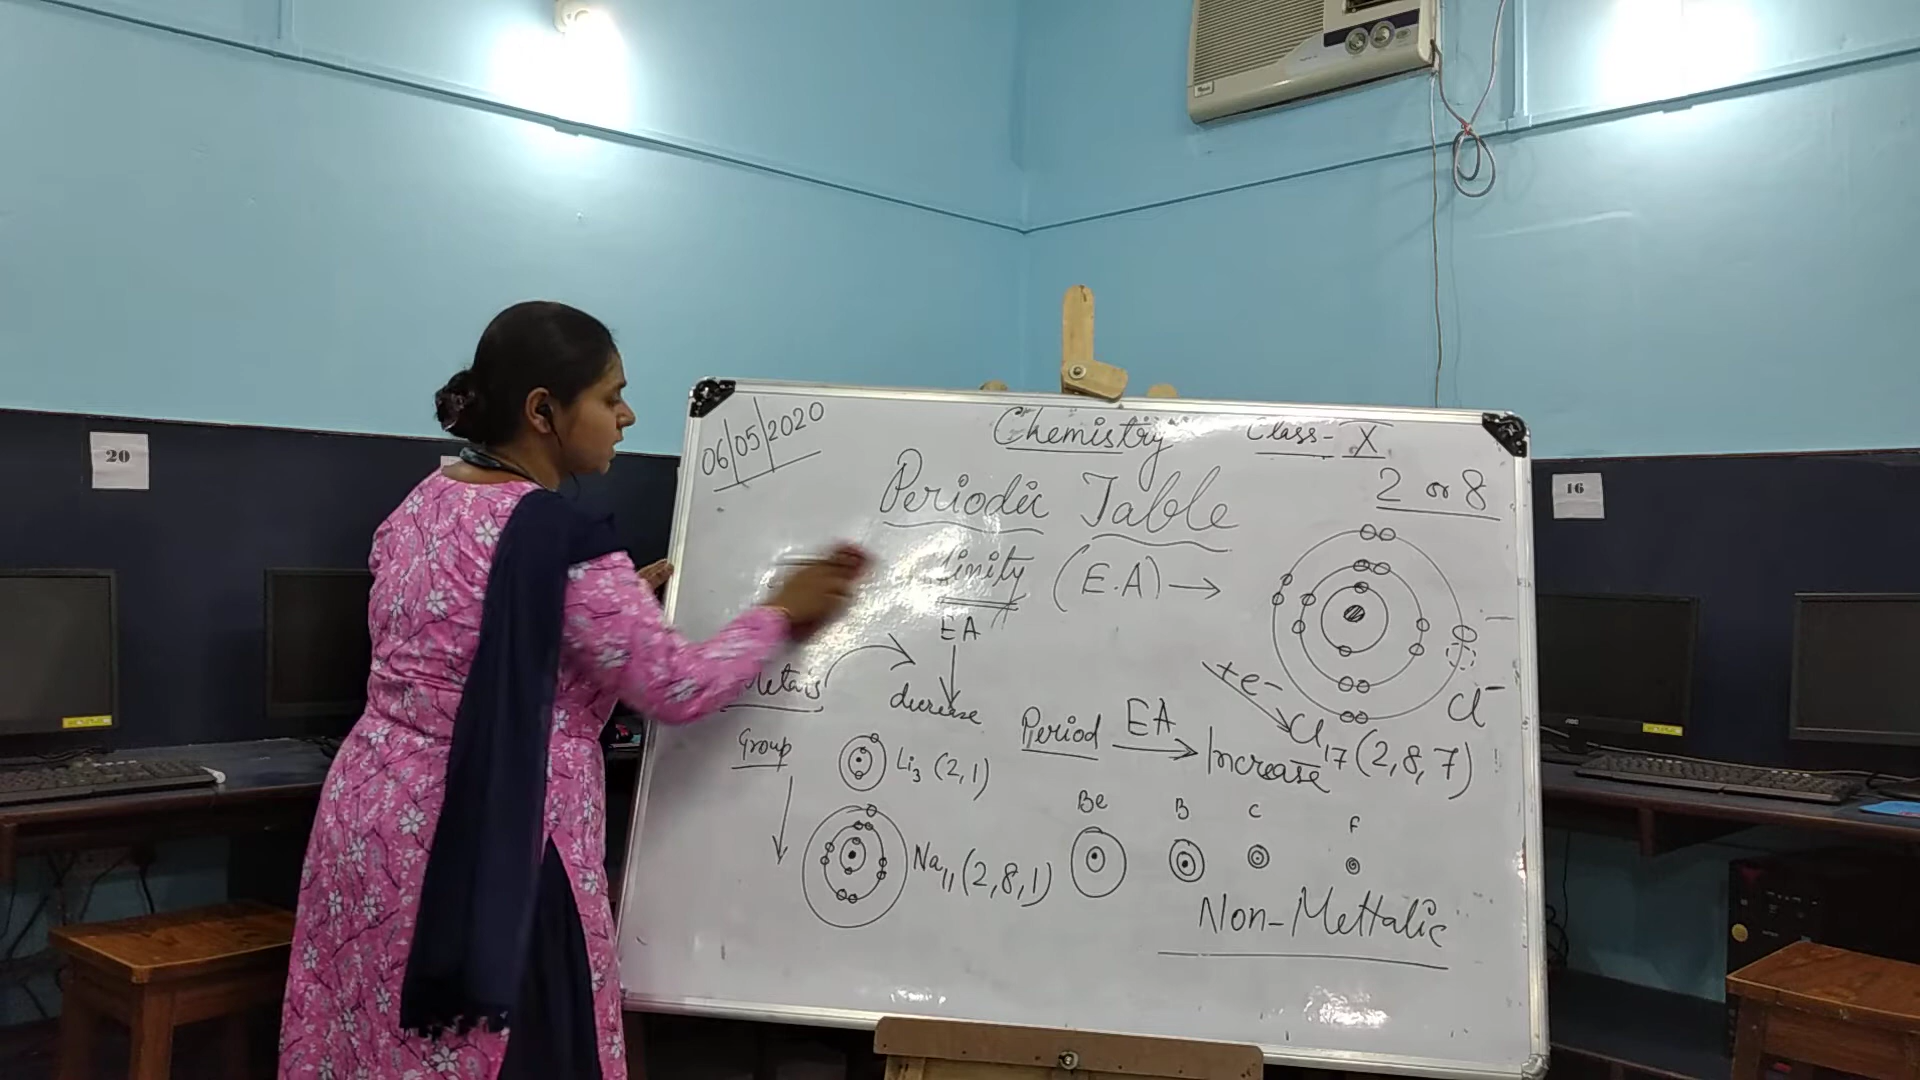 20
06/05/2020
Chemistry Class- X
Periodic Table
2 or 8
16
finity (E.A) →
EA
Metals
decrease
+e-
Cl-
Period EA → Increase
Cl17 (2,8,7)
Group
Li3 (2,1)
Na11 (2,8,1)
Be B C F
Non-Mettalic